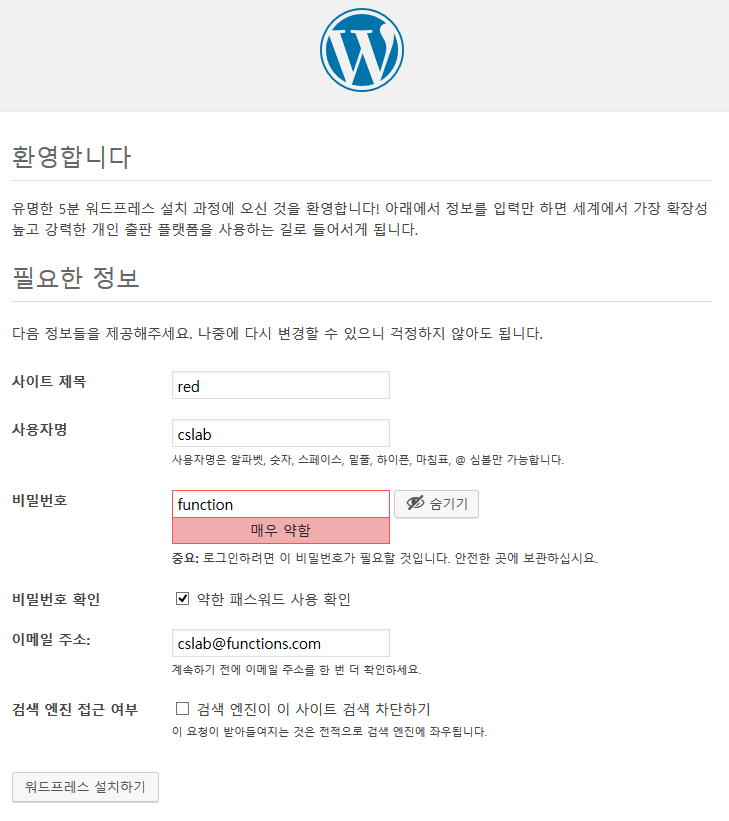 환영합니다
유명한 5분 워드프레스 설치 과정에 오신 것을 환영합니다! 아래에서 정보를 입력만 하면 세계에서 가장 확장성
높고 강력한 개인 출판 플랫폼을 사용하는 길로 들어서게 됩니다.
필요한 정보
다음 정보들을 제공해주세요. 나중에 다시 변경할 수 있으니 걱정하지 않아도 됩니다.
사이트 제목
red
사용자명
cslab
사용자명은 알파벳, 숫자, 스페이스, 밑줄, 하이픈, 마침표, @ 심볼만 가능합니다.
비밀번호
function
숨기기
매우 약함
중요: 로그인하려면 이 비밀번호가 필요할 것입니다. 안전한 곳에 보관하십시요.
비밀번호 확인
약한 패스워드 사용 확인
이메일 주소:
cslab@functions.com
계속하기 전에 이메일 주소를 한 번 더 확인하세요.
검색 엔진 접근 여부
검색 엔진이 이 사이트 검색 차단하기
이 요청이 받아들여지는 것은 전적으로 검색 엔진에 좌우됩니다.
워드프레스 설치하기